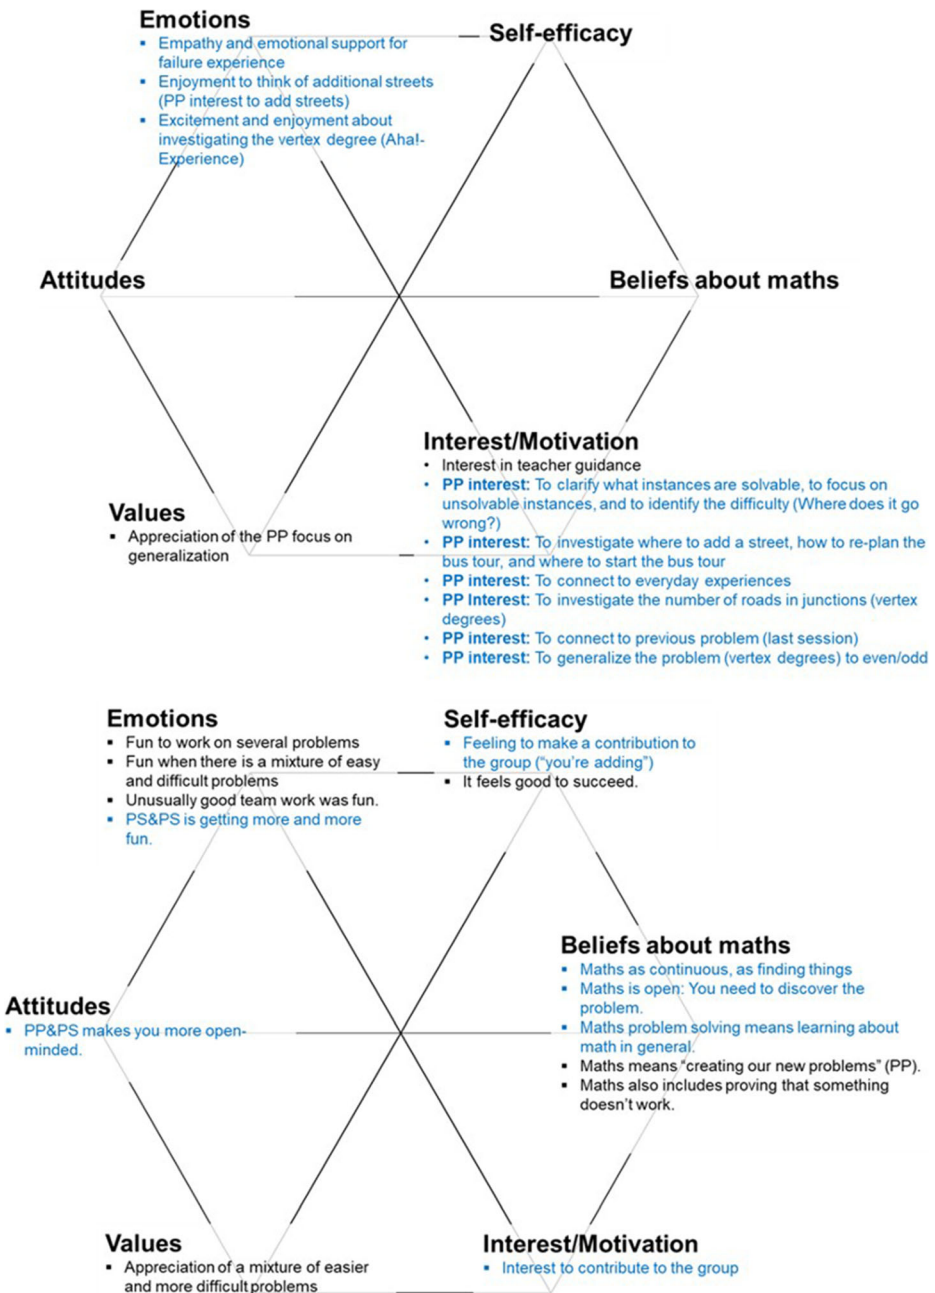 Emotions
▪ Empathy and emotional support for
failure experience
▪ Enjoyment to think of additional streets
(PP interest to add streets)
▪ Excitement and enjoyment about
investigating the vertex degree (Aha!-
Experience)
Self-efficacy
Attitudes
Beliefs about maths
Values
▪ Appreciation of the PP focus on
generalization
Interest/Motivation
• Interest in teacher guidance
• PP interest: To clarify what instances are solvable, to focus on
unsolvable instances, and to identify the difficulty (Where does it go
wrong?)
• PP interest: To investigate where to add a street, how to re-plan the
bus tour, and where to start the bus tour
• PP interest: To connect to everyday experiences
• PP Interest: To investigate the number of roads in junctions (vertex
degrees)
• PP interest: To connect to previous problem (last session)
• PP interest: To generalize the problem (vertex degrees) to even/odd
Emotions
▪ Fun to work on several problems
▪ Fun when there is a mixture of easy
and difficult problems
▪ Unusually good team work was fun.
▪ PS&PS is getting more and more
fun.
Self-efficacy
▪ Feeling to make a contribution to
the group ("you're adding")
▪ It feels good to succeed.
Beliefs about maths
▪ Maths as continuous, as finding things
▪ Maths is open: You need to discover the
problem.
▪ Maths problem solving means learning about
math in general.
▪ Maths means "creating our new problems" (PP).
▪ Maths also includes proving that something
doesn't work.
Attitudes
▪ PP&PS makes you more open-
minded.
Values
▪ Appreciation of a mixture of easier
and more difficult problems
Interest/Motivation
▪ Interest to contribute to the group